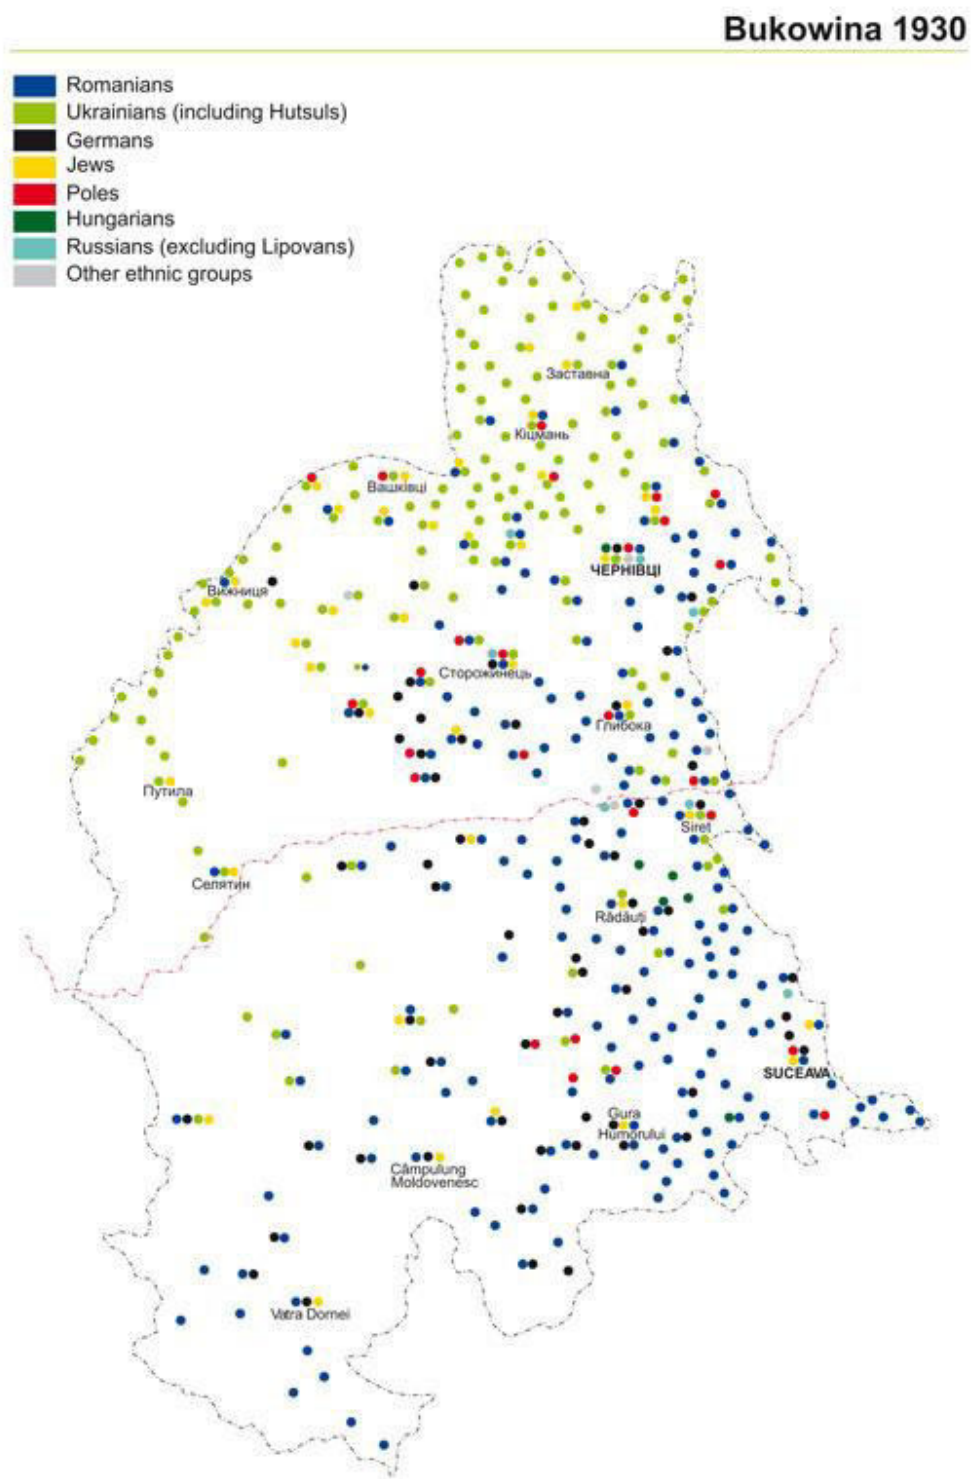 Bukowina 1930
Romanians
Ukrainians (including Hutsuls)
Germans
Jews
Poles
Hungarians
Russians (excluding Lipovans)
Other ethnic groups
Заставна
Кіцмань
Вашківці
ЧЕРНІВЦІ
Вижниця
Сторожинець
Глибока
Путила
Siret
Селятин
Rădăuți
SUCEAVA
Gura
Humorului
Câmpulung
Moldovenesc
Vatra Dornei